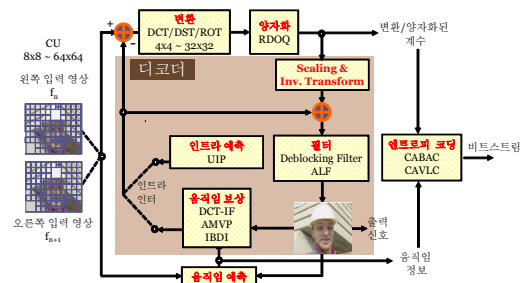 CU
8x8 ~ 64x64
왼쪽 입력 영상
fn
오른쪽 입력 영상
fn+1
+
−
변환
DCT/DST/ROT
4x4 ~ 32x32
양자화
RDOQ
변환/양자화된
계수
디코더
Scaling &
Inv. Transform
인트라 예측
UIP
필터
Deblocking Filter
ALF
엔트로피 코딩
CABAC
CAVLC
비트스트림
인트라
인터
움직임 보상
DCT-IF
AMVP
IBDI
출력
신호
움직임
정보
움직임 예측